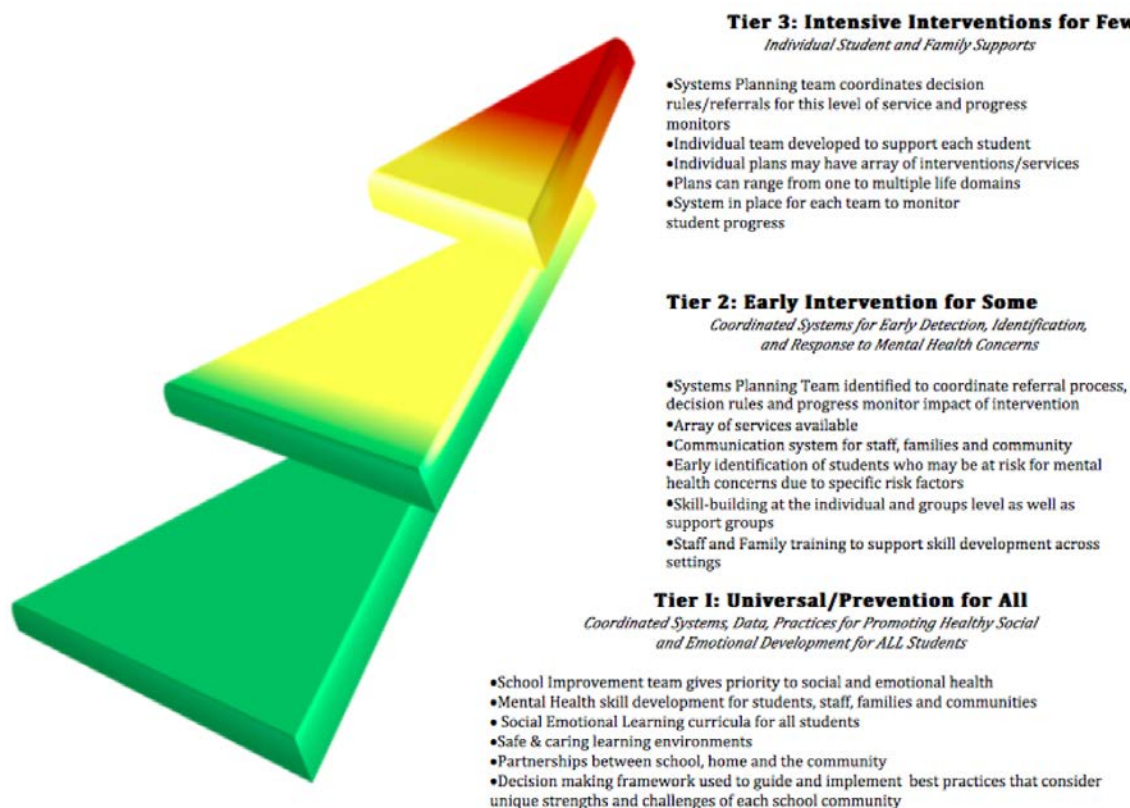 Tier 3: Intensive Interventions for Few
Individual Student and Family Supports
•Systems Planning team coordinates decision
rules/referrals for this level of service and progress
monitors
•Individual team developed to support each student
•Individual plans may have array of interventions/services
•Plans can range from one to multiple life domains
•System in place for each team to monitor
student progress
Tier 2: Early Intervention for Some
Coordinated Systems for Early Detection, Identification,
and Response to Mental Health Concerns
•Systems Planning Team identified to coordinate referral process,
decision rules and progress monitor impact of intervention
•Array of services available
•Communication system for staff, families and community
•Early identification of students who may be at risk for mental
health concerns due to specific risk factors
•Skill-building at the individual and groups level as well as
support groups
•Staff and Family training to support skill development across
settings
Tier I: Universal/Prevention for All
Coordinated Systems, Data, Practices for Promoting Healthy Social
and Emotional Development for ALL Students
•School Improvement team gives priority to social and emotional health
•Mental Health skill development for students, staff, families and communities
• Social Emotional Learning curricula for all students
•Safe & caring learning environments
•Partnerships between school, home and the community
•Decision making framework used to guide and implement best practices that consider
unique strengths and challenges of each school community